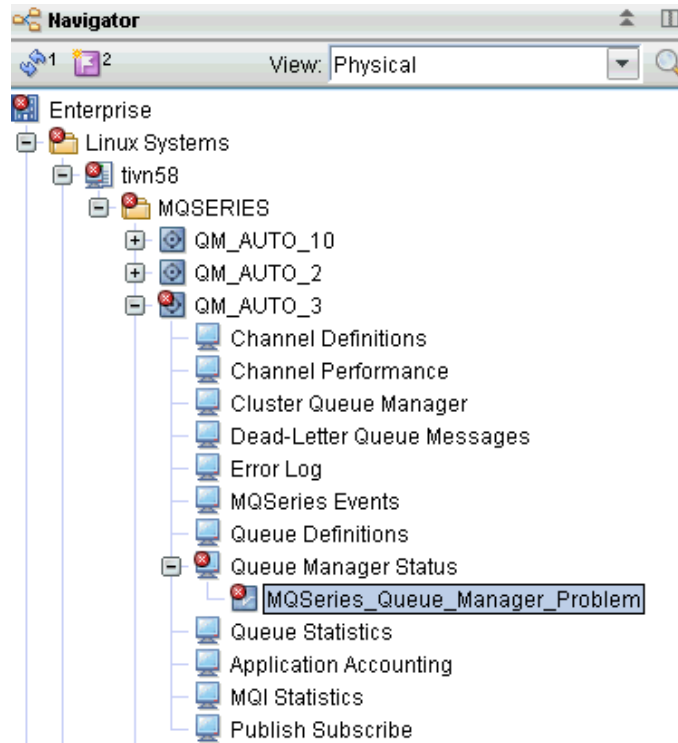 Navigator
1 2 View: Physical
Enterprise
Linux Systems
tivn58
MQSERIES
QM_AUTO_10
QM_AUTO_2
QM_AUTO_3
Channel Definitions
Channel Performance
Cluster Queue Manager
Dead-Letter Queue Messages
Error Log
MQSeries Events
Queue Definitions
Queue Manager Status
MQSeries_Queue_Manager_Problem
Queue Statistics
Application Accounting
MQI Statistics
Publish Subscribe